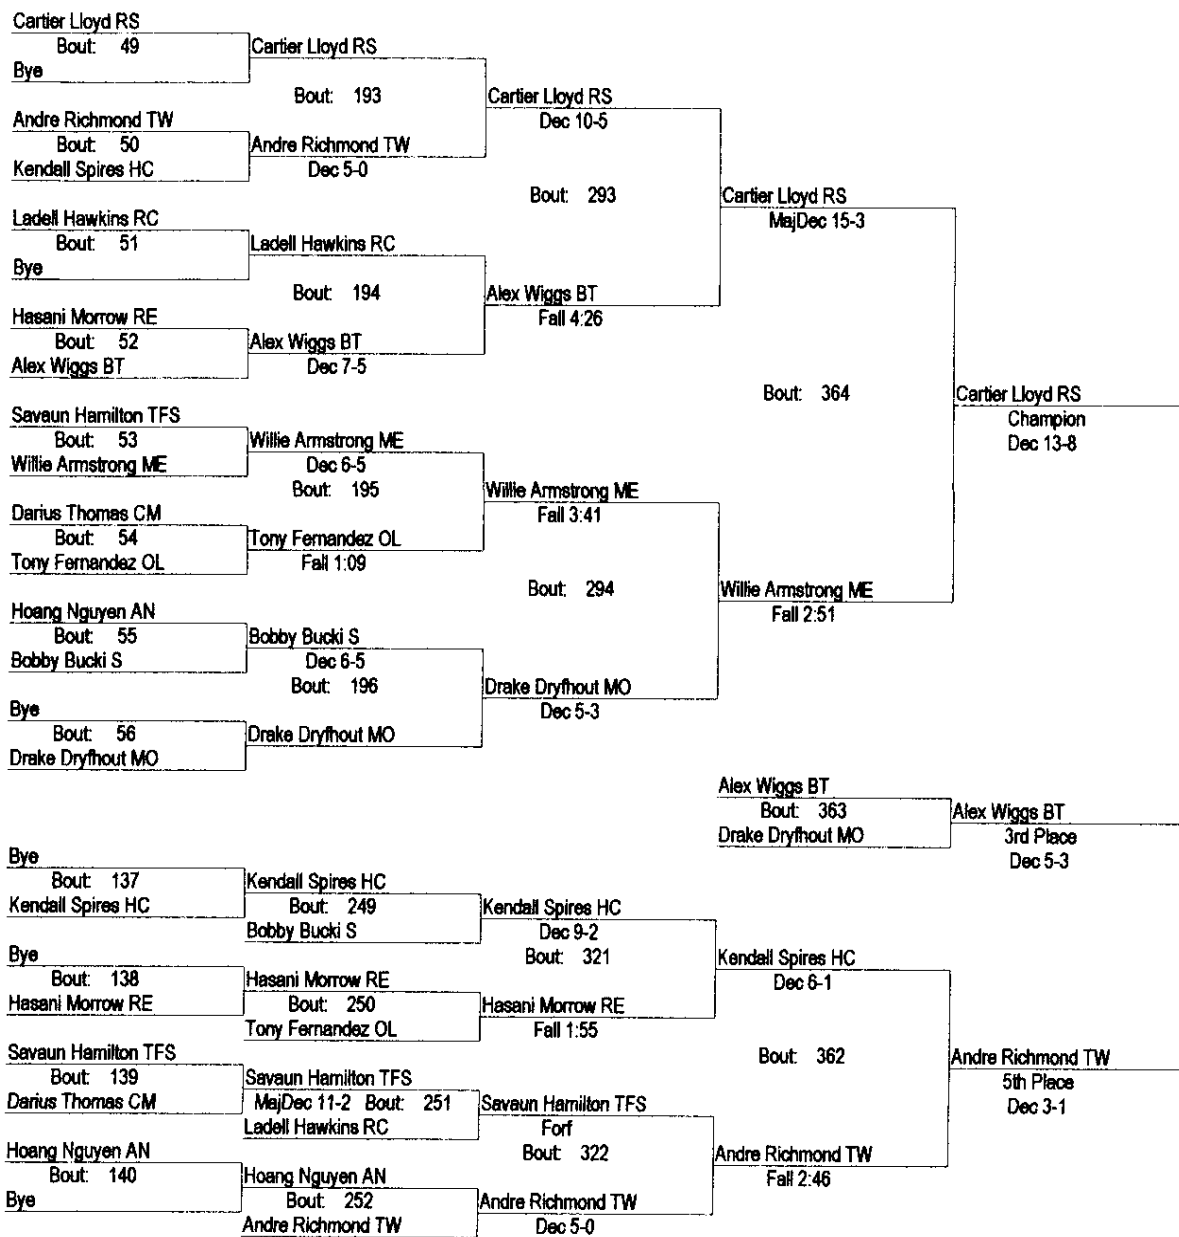 Cartier Lloyd RS
Bout: 49
Bye
Cartier Lloyd RS
Bout: 193
Andre Richmond TW
Bout: 50
Kendall Spires HC
Andre Richmond TW
Dec 5-0
Cartier Lloyd RS
Dec 10-5
Bout: 293
Ladell Hawkins RC
Bout: 51
Bye
Ladell Hawkins RC
Bout: 194
Hasani Morrow RE
Bout: 52
Alex Wiggs BT
Alex Wiggs BT
Dec 7-5
Alex Wiggs BT
Fall 4:26
Cartier Lloyd RS
MajDec 15-3
Bout: 364
Cartier Lloyd RS
Champion
Dec 13-8
Savaun Hamilton TFS
Bout: 53
Willie Armstrong ME
Willie Armstrong ME
Dec 6-5
Bout: 195
Darius Thomas CM
Bout: 54
Tony Fernandez OL
Tony Fernandez OL
Fall 1:09
Willie Armstrong ME
Fall 3:41
Bout: 294
Willie Armstrong ME
Fall 2:51
Hoang Nguyen AN
Bout: 55
Bobby Bucki S
Bobby Bucki S
Dec 6-5
Bout: 196
Bye
Bout: 56
Drake Dryfhout MO
Drake Dryfhout MO
Drake Dryfhout MO
Dec 5-3
Alex Wiggs BT
Bout: 363
Drake Dryfhout MO
Alex Wiggs BT
3rd Place
Dec 5-3
Bye
Bout: 137
Kendall Spires HC
Kendall Spires HC
Bout: 249
Bobby Bucki S
Kendall Spires HC
Dec 9-2
Bout: 321
Bye
Bout: 138
Hasani Morrow RE
Hasani Morrow RE
Bout: 250
Tony Fernandez OL
Hasani Morrow RE
Fall 1:55
Kendall Spires HC
Dec 6-1
Bout: 362
Andre Richmond TW
5th Place
Dec 3-1
Savaun Hamilton TFS
Bout: 139
Darius Thomas CM
Savaun Hamilton TFS
MajDec 11-2 Bout: 251
Ladell Hawkins RC
Savaun Hamilton TFS
Forf
Bout: 322
Hoang Nguyen AN
Bout: 140
Bye
Hoang Nguyen AN
Bout: 252
Andre Richmond TW
Andre Richmond TW
Dec 5-0
Andre Richmond TW
Fall 2:46